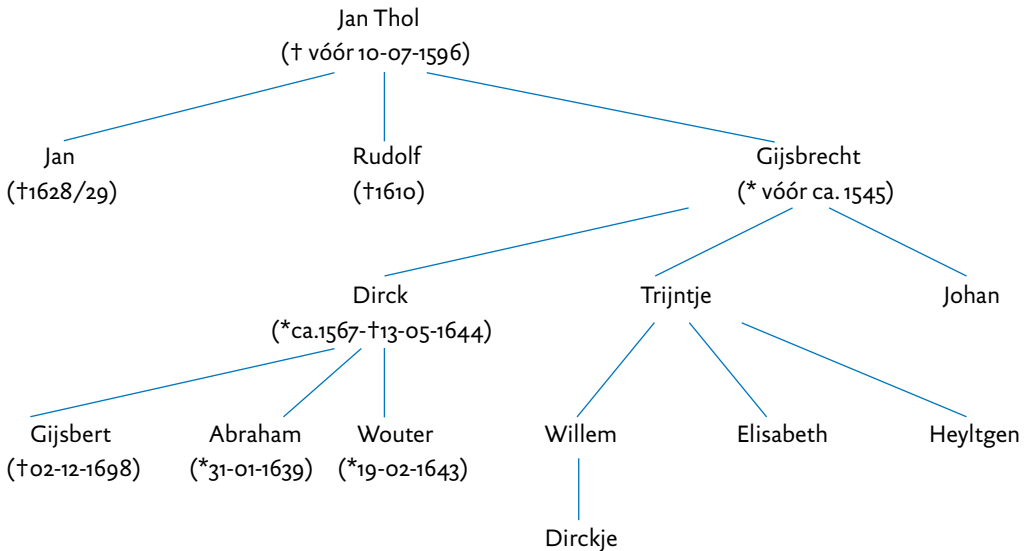 Jan Thol
(† vóór 10-07-1596)
Jan
(†1628/29)
Rudolf
(†1610)
Gijsbrecht
(* vóór ca. 1545)
Dirck
(*ca.1567-†13-05-1644)
Trijntje
Johan
Gijsbert
(†02-12-1698)
Abraham
(*31-01-1639)
Wouter
(*19-02-1643)
Willem
Elisabeth
Heyltgen
Dirckje